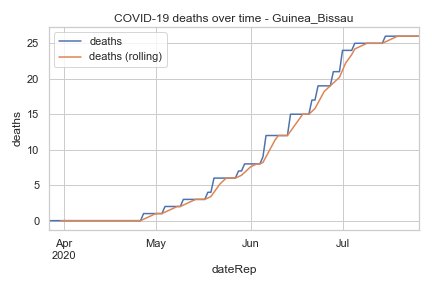 COVID-19 deaths over time - Guinea_Bissau
deaths
deaths (rolling)
25
20
15
10
5
0
deaths
Apr
2020
May
Jun
Jul
dateRep